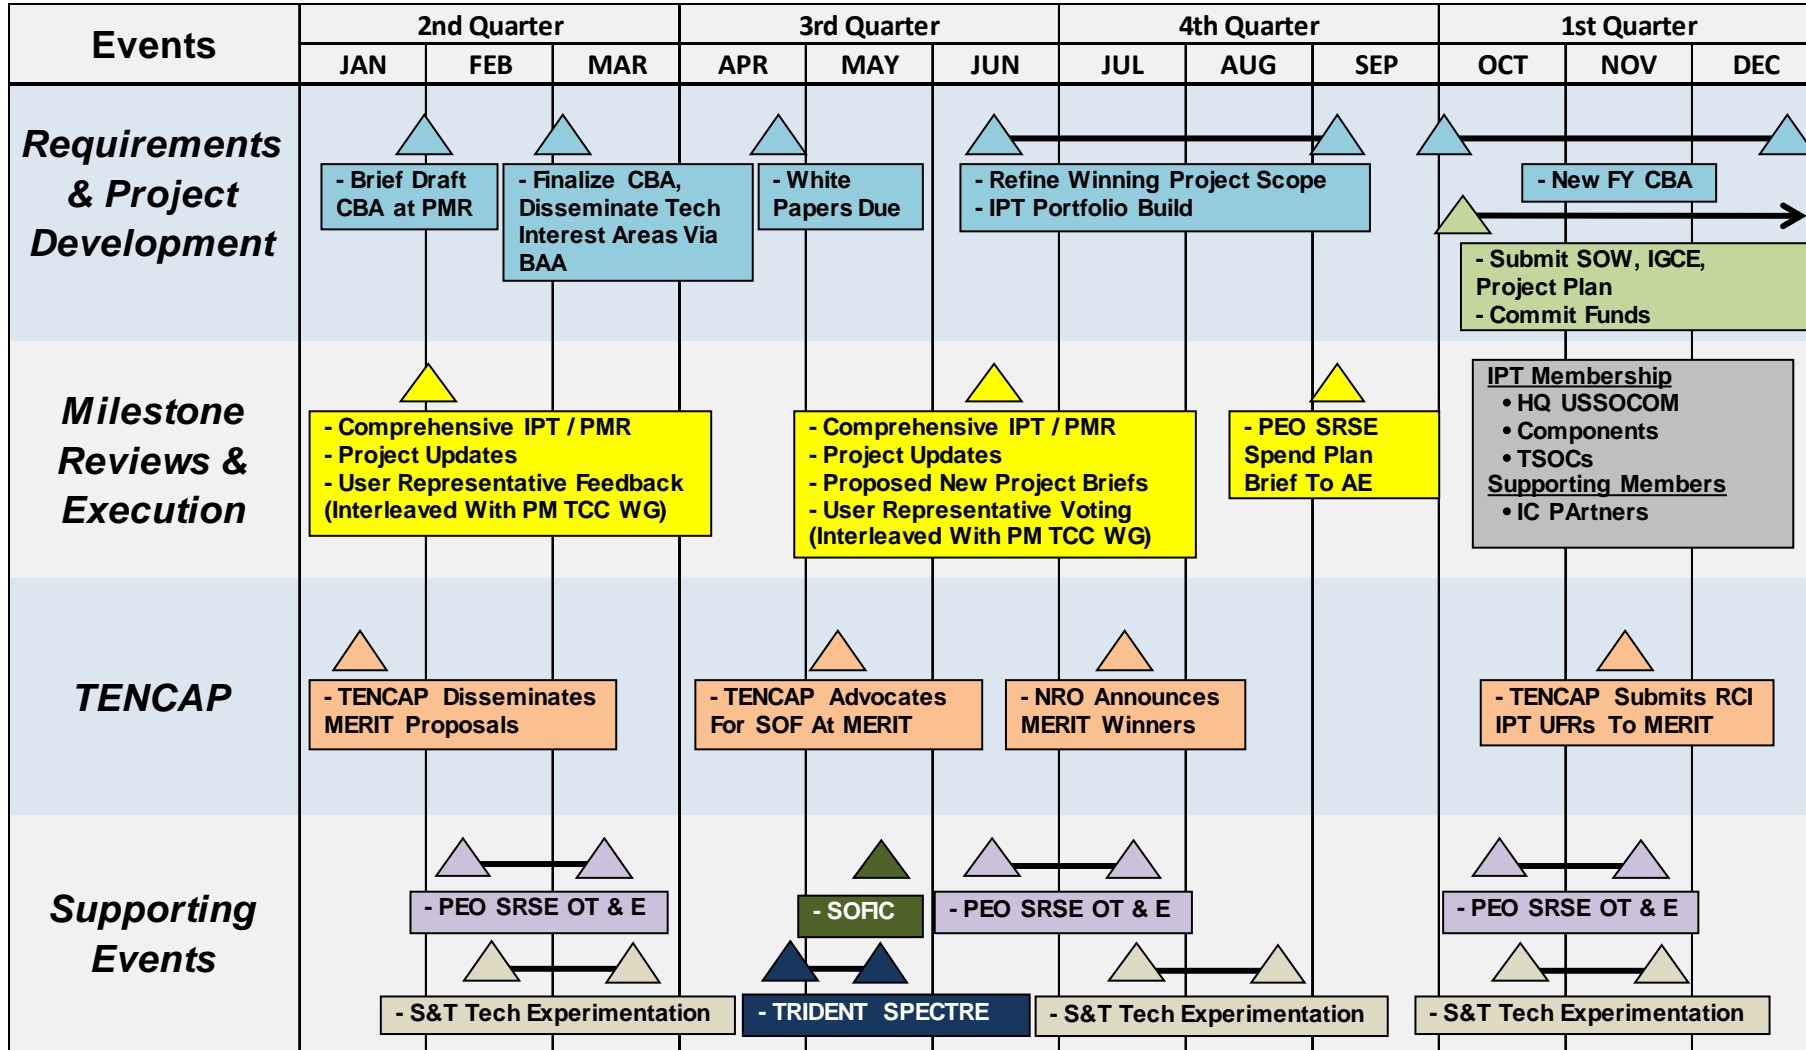 Events
2nd Quarter
3rd Quarter
4th Quarter
1st Quarter
JAN
FEB
MAR
APR
MAY
JUN
JUL
AUG
SEP
OCT
NOV
DEC
Requirements
& Project
Development
- Brief Draft
CBA at PMR
- Finalize CBA,
Disseminate Tech
Interest Areas Via
BAA
- White
Papers Due
- Refine Winning Project Scope
- IPT Portfolio Build
- New FY CBA
- Submit SOW, IGCE,
Project Plan
- Commit Funds
Milestone
Reviews &
Execution
- Comprehensive IPT / PMR
- Project Updates
- User Representative Feedback
(Interleaved With PM TCC WG)
- Comprehensive IPT / PMR
- Project Updates
- Proposed New Project Briefs
- User Representative Voting
(Interleaved With PM TCC WG)
- PEO SRSE
Spend Plan
Brief To AE
IPT Membership
• HQ USSOCOM
• Components
• TSOCs
Supporting Members
• IC PArtners
TENCAP
- TENCAP Disseminates
MERIT Proposals
- TENCAP Advocates
For SOF At MERIT
- NRO Announces
MERIT Winners
- TENCAP Submits RCI
IPT UFRs To MERIT
Supporting
Events
- PEO SRSE OT & E
- SOFIC
- PEO SRSE OT & E
- PEO SRSE OT & E
- S&T Tech Experimentation
- TRIDENT SPECTRE
- S&T Tech Experimentation
- S&T Tech Experimentation